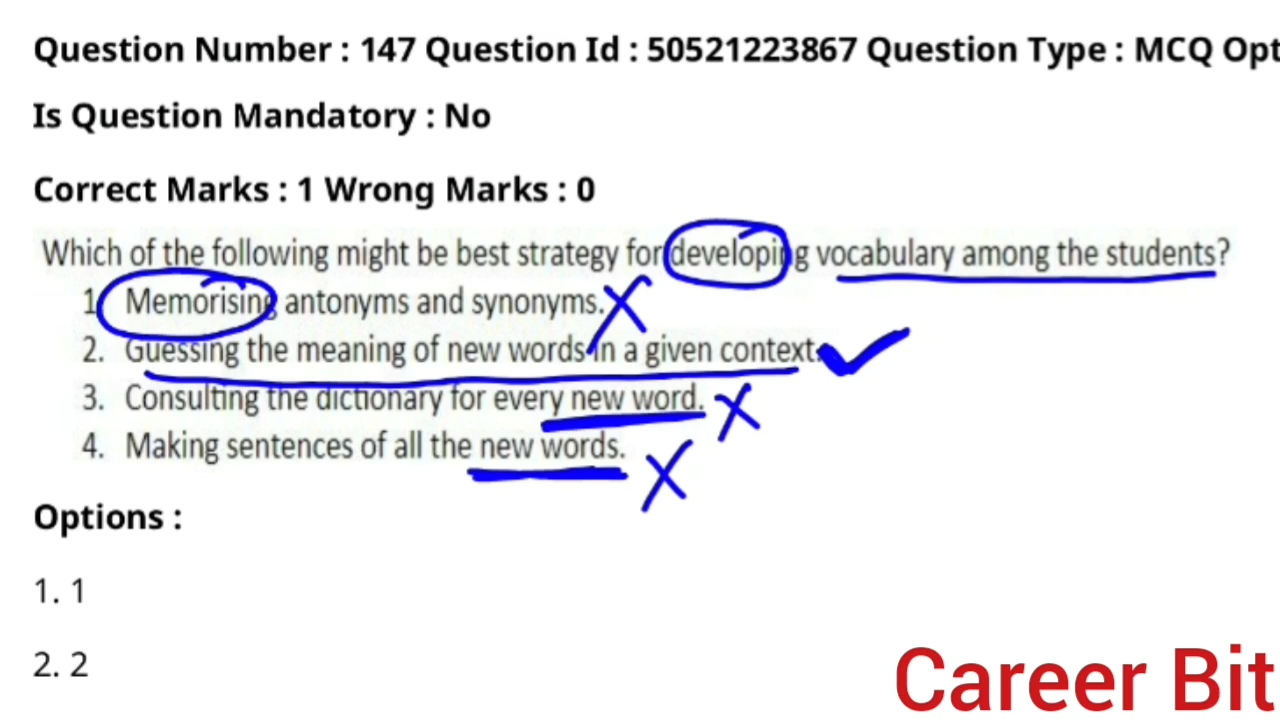 Question Number : 147 Question Id : 50521223867 Question Type : MCQ Opt
Is Question Mandatory : No
Correct Marks : 1 Wrong Marks : 0
Which of the following might be best strategy for developing vocabulary among the students?
1. Memorising antonyms and synonyms.
2. Guessing the meaning of new words in a given context.
3. Consulting the dictionary for every new word.
4. Making sentences of all the new words.
Options :
1. 1
2. 2
Career Bit